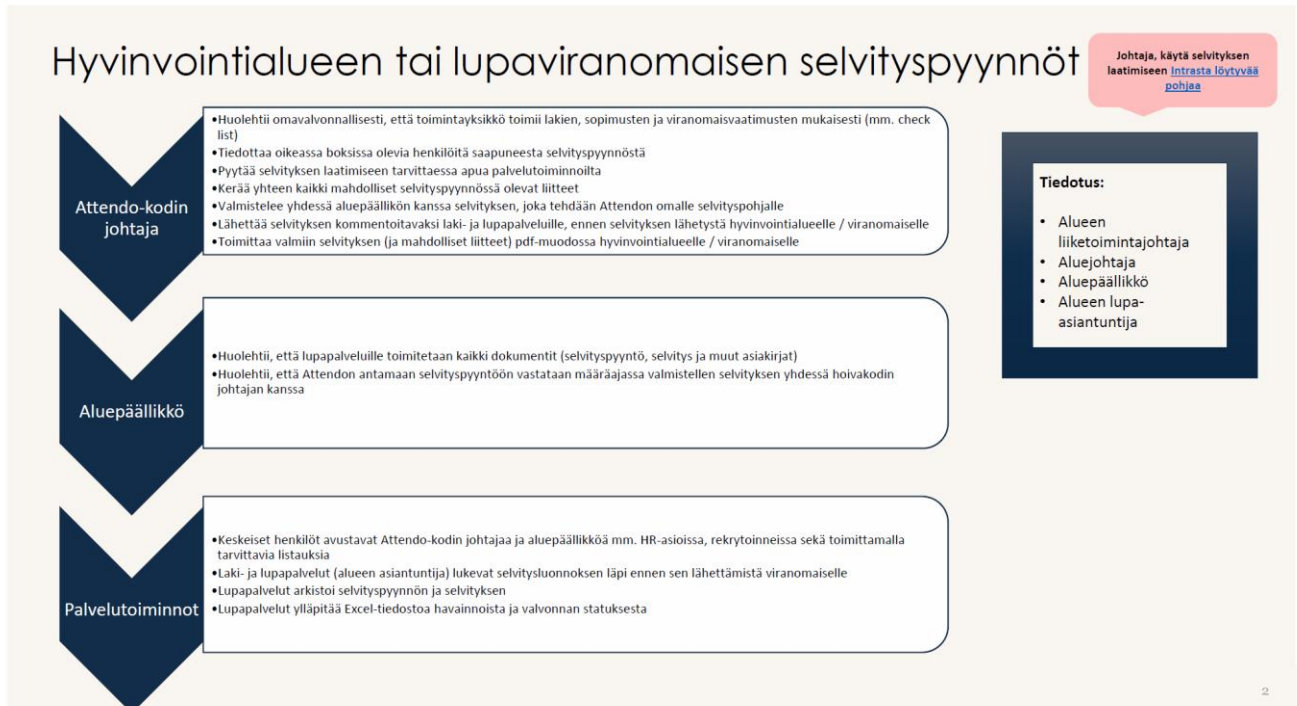 Hyvinvointialueen tai lupaviranomaisen selvityspyynnöt
Johtaja, käytä selvityksen
laatimiseen Intrasta löytyvää
pohjaa
Attendo-kodin
johtaja
•Huolehtii omavalvonnallisesti, että toimintayksikkö toimii lakien, sopimusten ja viranomaisvaatimusten mukaisesti (mm. check
list)
•Tiedottaa oikeassa boksissa olevia henkilöitä saapuneesta selvityspyynnöstä
•Pyytää selvityksen laatimiseen tarvittaessa apua palvelutoiminnoilta
•Kerää yhteen kaikki mahdolliset selvityspyynnössä olevat liitteet
•Valmistelee yhdessä aluepäällikön kanssa selvityksen, joka tehdään Attendon omalle selvityspohjalle
•Lähettää selvityksen kommentoitavaksi laki- ja lupapalveluille, ennen selvityksen lähetystä hyvinvointialueelle / viranomaiselle
•Toimittaa valmiin selvityksen (ja mahdolliset liitteet) pdf-muodossa hyvinvointialueelle / viranomaiselle
Tiedotus:
• Alueen
liiketoimintajohtaja
• Aluejohtaja
• Aluepäällikkö
• Alueen lupa-
asiantuntija
Aluepäällikkö
•Huolehtii, että lupapalveluille toimitetaan kaikki dokumentit (selvityspyyntö, selvitys ja muut asiakirjat)
•Huolehtii, että Attendon antamaan selvityspyyntöön vastataan määräajassa valmistellen selvityksen yhdessä hoivakodin
johtajan kanssa
Palvelutoiminnot
•Keskeiset henkilöt avustavat Attendo-kodin johtajaa ja aluepäällikköä mm. HR-asioissa, rekrytoinneissa sekä toimittamalla
tarvittavia listauksia
•Laki- ja lupapalvelut (alueen asiantuntija) lukevat selvitysluonnoksen läpi ennen sen lähettämistä viranomaiselle
•Lupapalvelut arkistoi selvityspyynnön ja selvityksen
•Lupapalvelut ylläpitää Excel-tiedostoa havainnoista ja valvonnan statuksesta
2